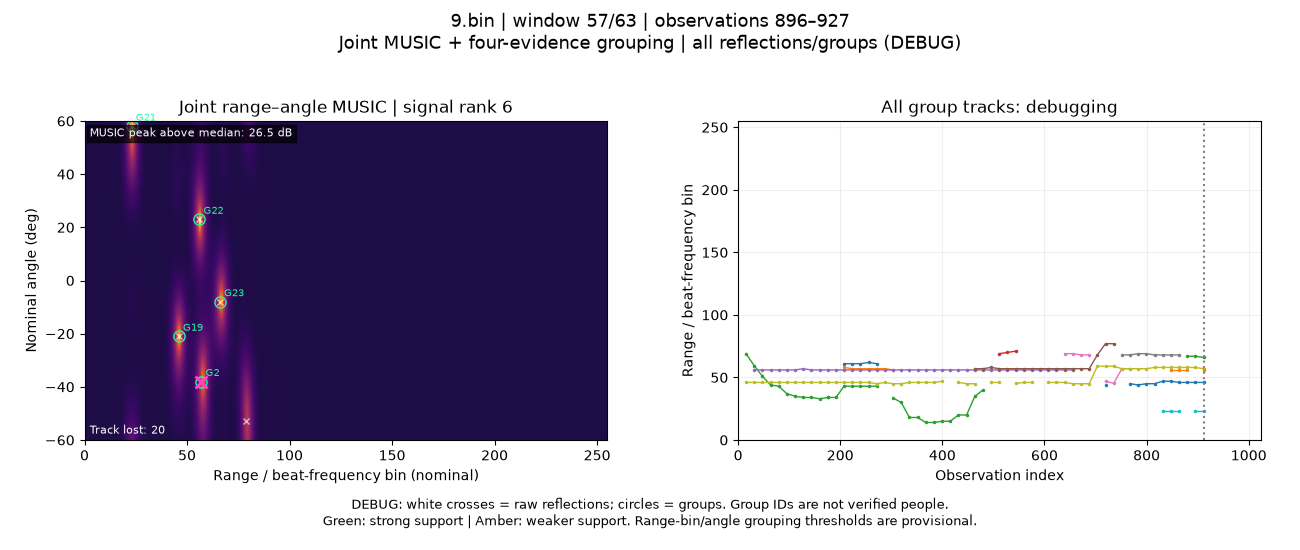 9.bin | window 57/63 | observations 896–927
Joint MUSIC + four-evidence grouping | all reflections/groups (DEBUG)
Joint range–angle MUSIC | signal rank 6
G21
MUSIC peak above median: 26.5 dB
G22
G23
G19
G2
Track lost: 20
60
40
20
0
−20
−40
−60
0
50
100
150
200
250
Nominal angle (deg)
Range / beat-frequency bin (nominal)
All group tracks: debugging
250
200
150
100
50
0
0
200
400
600
800
1000
Range / beat-frequency bin
Observation index
DEBUG: white crosses = raw reflections; circles = groups. Group IDs are not verified people.
Green: strong support | Amber: weaker support. Range-bin/angle grouping thresholds are provisional.